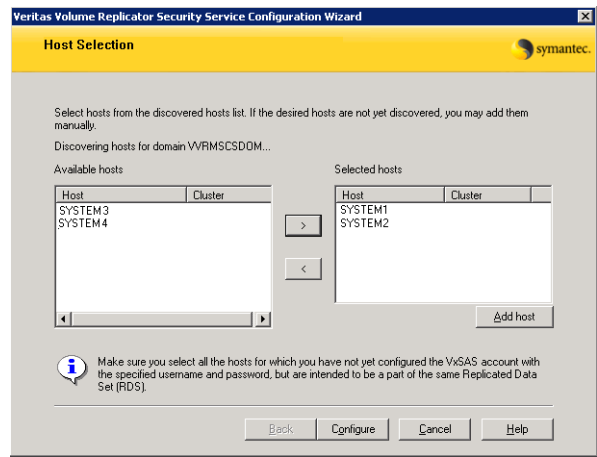 Veritas Volume Replicator Security Service Configuration Wizard
Host Selection
symantec.
Select hosts from the discovered hosts list. If the desired hosts are not yet discovered, you may add them
manually.
Discovering hosts for domain VVRMSCSDOM...
Available hosts
Selected hosts
Host Cluster
Host Cluster
SYSTEM3
SYSTEM4
SYSTEM1
SYSTEM2
>
<
Add host
Make sure you select all the hosts for which you have not yet configured the VxSAS account with
the specified username and password, but are intended to be a part of the same Replicated Data
Set (RDS).
Back Configure Cancel Help